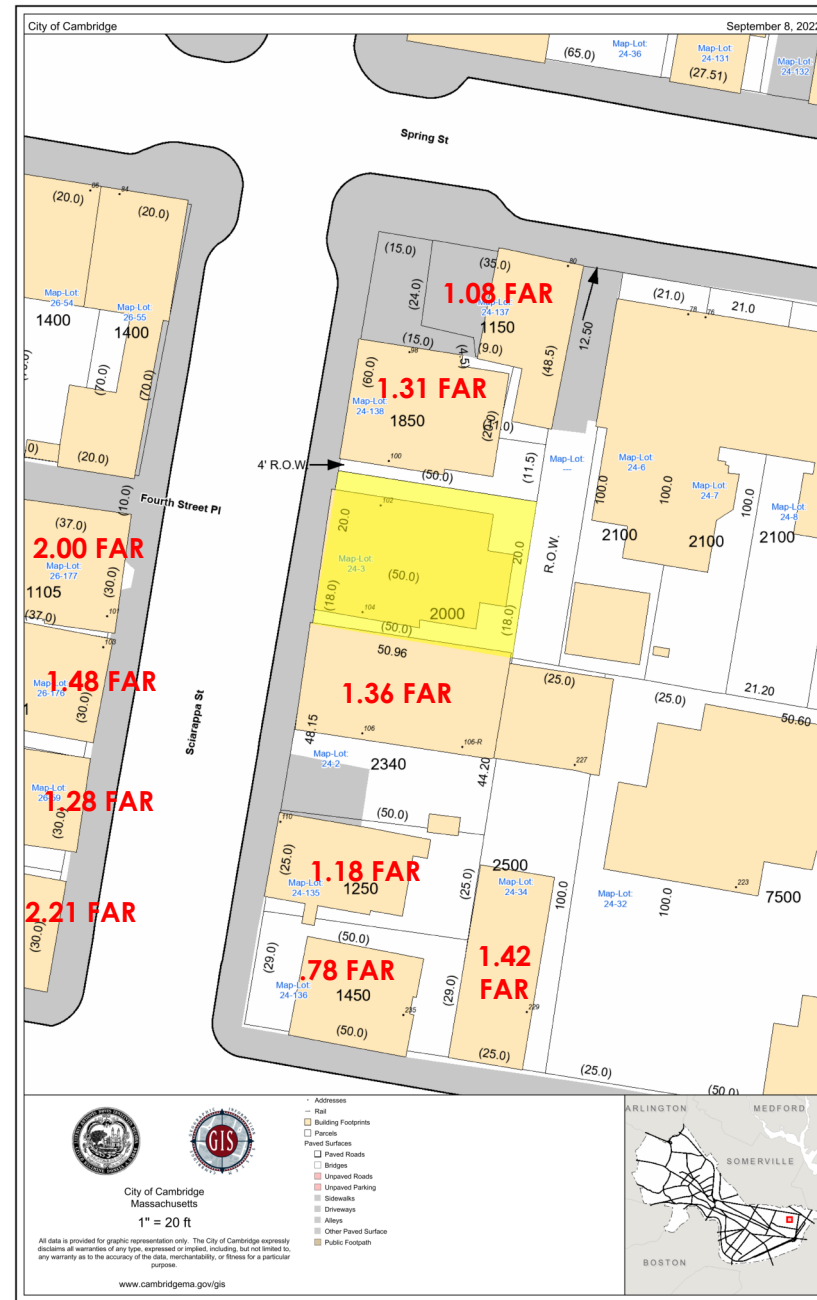 City of Cambridge
September 8, 2022
(65.0)
Map-Lot:
24-36
Map-Lot
24-131
(27.51)
Map-Lot
24-132
Spring St
86
84
(20.0)
(20.0)
Map-Lot:
26-54
1400
Map-Lot:
26-55
1400
(70.0)
(70.0)
(20.0)
(15.0)
(35.0)
80
(24.0)
1.08 FAR
24-137
1150
(15.0)
98
(4.5)
(9.0)
(48.5)
12.50
(21.0)
21.0
78
76
(60.0)
1.31 FAR
Map-Lot:
24-138
1850
(20.0)
100
4' R.O.W.
(50.0)
(11.5)
Map-Lot:
---
Map-Lot:
24-6
100.0
100.0
Map-Lot:
24-7
100.0
Map-Lot:
24-8
2100
2100
2100
Fourth Street Pl
(10.0)
(37.0)
2.00 FAR
Map-Lot:
26-177
1105
(30.0)
101
(37.0)
102
20.0
Map-Lot
24-3
(50.0)
20.0
R.O.W.
(18.0)
104
2000
(18.0)
(50.0)
103
1.48 FAR
26-176
(30.0)
Sciarappa St
50.96
1.36 FAR
48.15
106
106-R
Map-Lot:
24-2
2340
44.20
(25.0)
227
(25.0)
21.20
50.60
Map-Lot:
1.28 FAR
(30.0)
(50.0)
110
(25.0)
1.18 FAR
Map-Lot:
24-135
1250
(25.0)
2500
Map-Lot:
24-34
100.0
Map-Lot:
24-32
100.0
223
7500
2.21 FAR
(30.0)
(50.0)
(29.0)
.78 FAR
Map-Lot:
24-136
1450
235
(29.0)
1.42
FAR
229
(50.0)
(25.0)
(25.0)
(50.0)
GIS
City of Cambridge
Massachusetts
1" = 20 ft
All data is provided for graphic representation only. The City of Cambridge expressly
disclaims all warranties of any type, expressed or implied, including, but not limited to,
any warranty as to the accuracy of the data, merchantability, or fitness for a particular
purpose.
www.cambridgema.gov/gis
Addresses
Rail
Building Footprints
Parcels
Paved Surfaces
Paved Roads
Bridges
Unpaved Roads
Unpaved Parking
Sidewalks
Driveways
Alleys
Other Paved Surface
Public Footpath
ARLINGTON
MEDFORD
SOMERVILLE
BOSTON